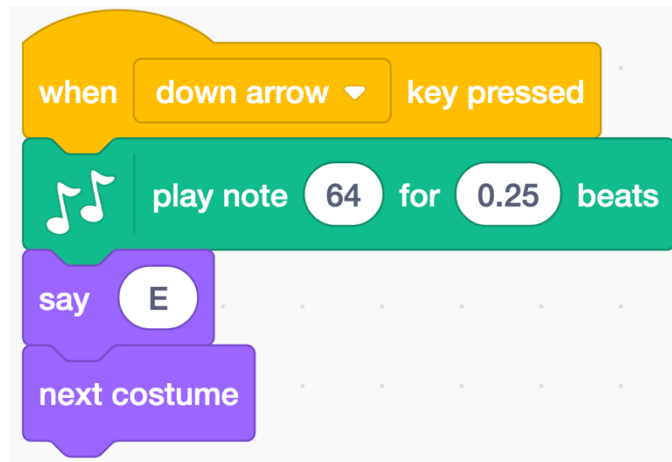 when down arrow key pressed
play note 64 for 0.25 beats
say E
next costume